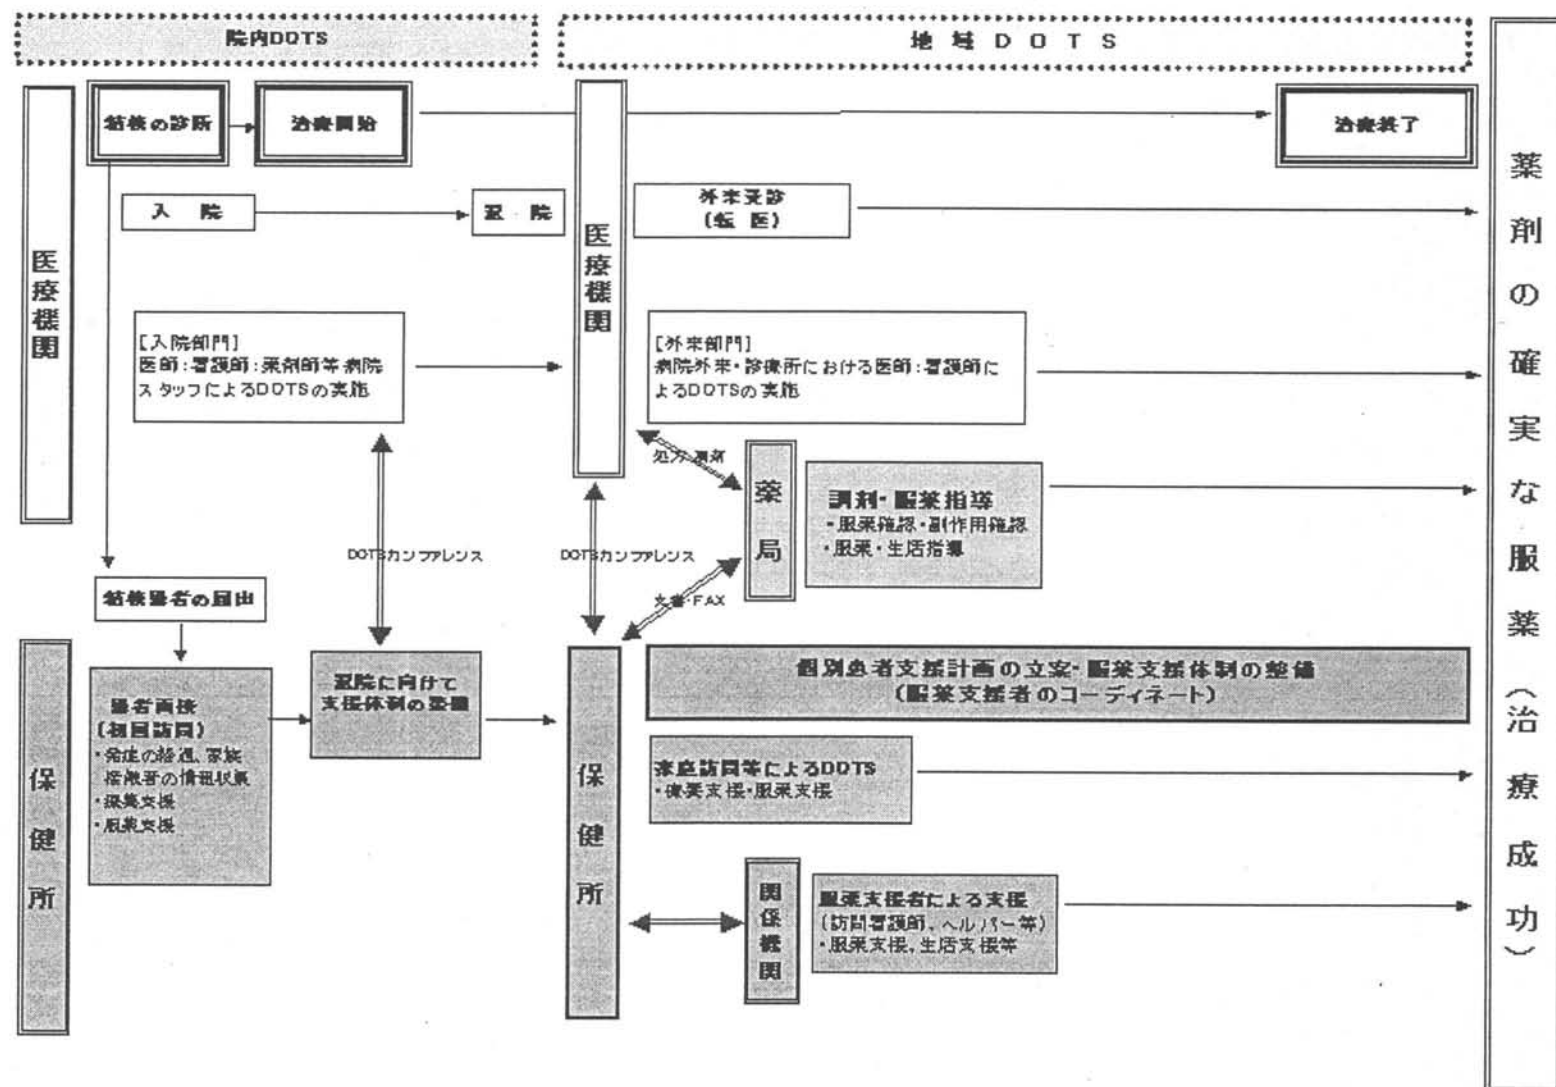 院内DOTS
地域DOTS
医療機関
結核の診断
治療開始
治療終了
入院
退院
医療機関
外来受診
(転医)
[入院部門]
医師:看護師:薬剤師等病院
スタッフによるDOTSの実施
[外来部門]
病院外来・診療所における医師:看護師に
よるDOTSの実施
処方・調剤
薬局
調剤・服薬指導
・服薬確認・副作用確認
・服薬・生活指導
DOTSカンファレンス
DOTSカンファレンス
文書・FAX
結核患者の届出
保健所
患者面接
(初回訪問)
・発症の経過、家族
接触者の情報収集
・療養支援
・服薬支援
退院に向けて
支援体制の整備
保健所
個別患者支援計画の立案・服薬支援体制の整備
(服薬支援者のコーディネート)
家庭訪問等によるDOTS
・療養支援・服薬支援
関係機関
服薬支援者による支援
(訪問看護師、ヘルパー等)
・服薬支援、生活支援等
薬剤の確実な服薬(治療成功)